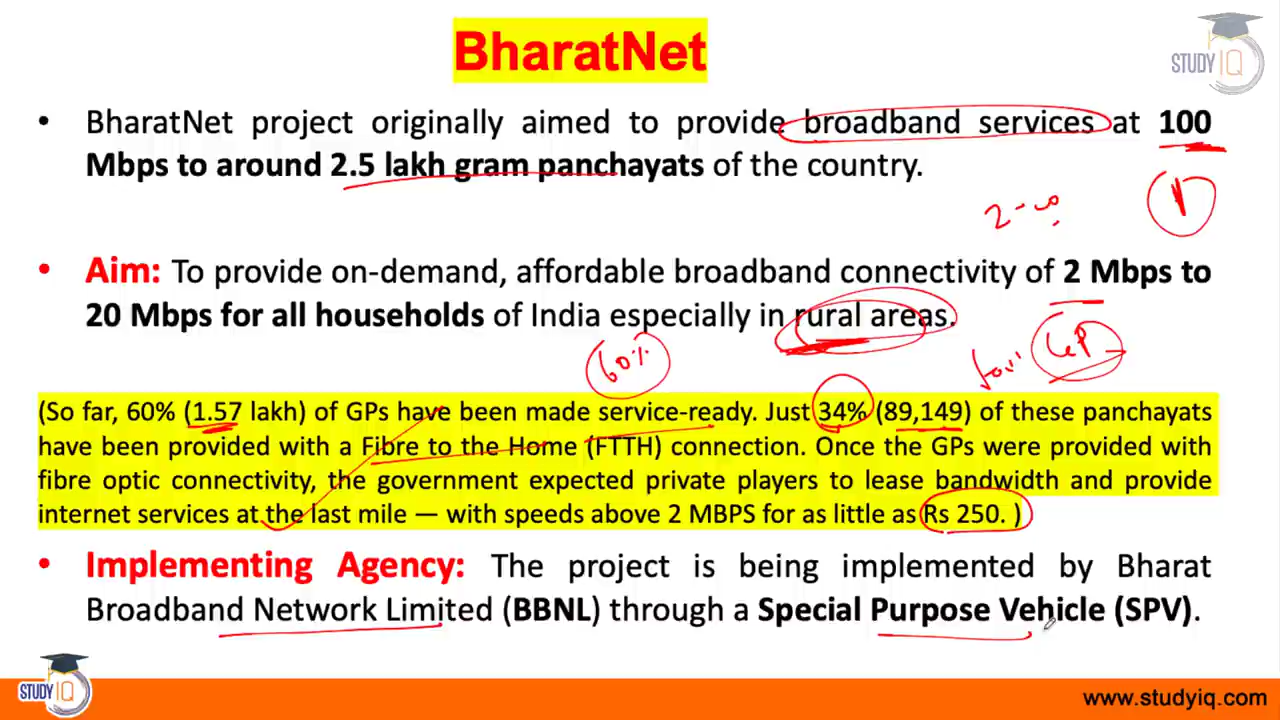 BharatNet
STUDY IQ
• BharatNet project originally aimed to provide broadband services at 100
Mbps to around 2.5 lakh gram panchayats of the country.
• Aim: To provide on-demand, affordable broadband connectivity of 2 Mbps to
20 Mbps for all households of India especially in rural areas.
60%
GP
(So far, 60% (1.57 lakh) of GPs have been made service-ready. Just 34% (89,149) of these panchayats
have been provided with a Fibre to the Home (FTTH) connection. Once the GPs were provided with
fibre optic connectivity, the government expected private players to lease bandwidth and provide
internet services at the last mile — with speeds above 2 MBPS for as little as Rs 250. )
• Implementing Agency: The project is being implemented by Bharat
Broadband Network Limited (BBNL) through a Special Purpose Vehicle (SPV).
STUDY IQ
www.studyiq.com